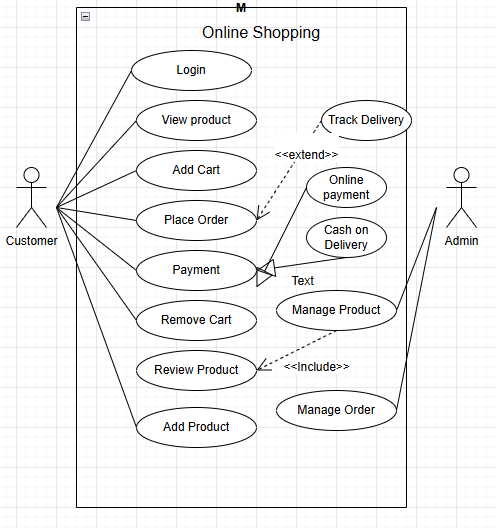 M
Online Shopping
Login
View product
Track Delivery
<<extend>>
Add Cart
Online
payment
Place Order
Cash on
Delivery
Customer
Admin
Payment
Text
Manage Product
Remove Cart
Review Product
<<Include>>
Manage Order
Add Product